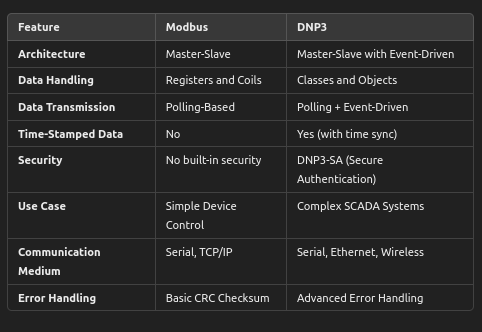 Feature Modbus DNP3
Architecture Master-Slave Master-Slave with Event-Driven
Data Handling Registers and Coils Classes and Objects
Data Transmission Polling-Based Polling + Event-Driven
Time-Stamped Data No Yes (with time sync)
Security No built-in security DNP3-SA (Secure
Authentication)
Use Case Simple Device Complex SCADA Systems
Control
Communication Serial, TCP/IP Serial, Ethernet, Wireless
Medium
Error Handling Basic CRC Checksum Advanced Error Handling